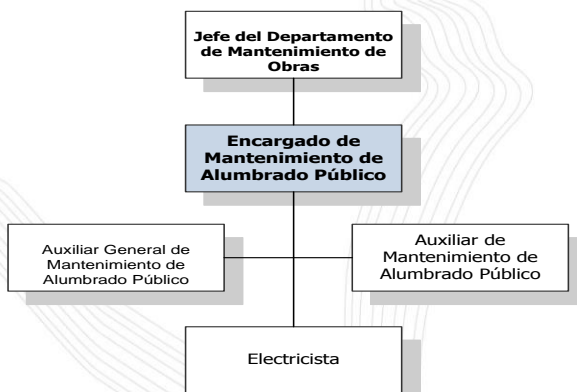 Jefe del Departamento
de Mantenimiento de
Obras
Encargado de
Mantenimiento de
Alumbrado Público
Auxiliar General de
Mantenimiento de
Alumbrado Público
Auxiliar de
Mantenimiento de
Alumbrado Público
Electricista